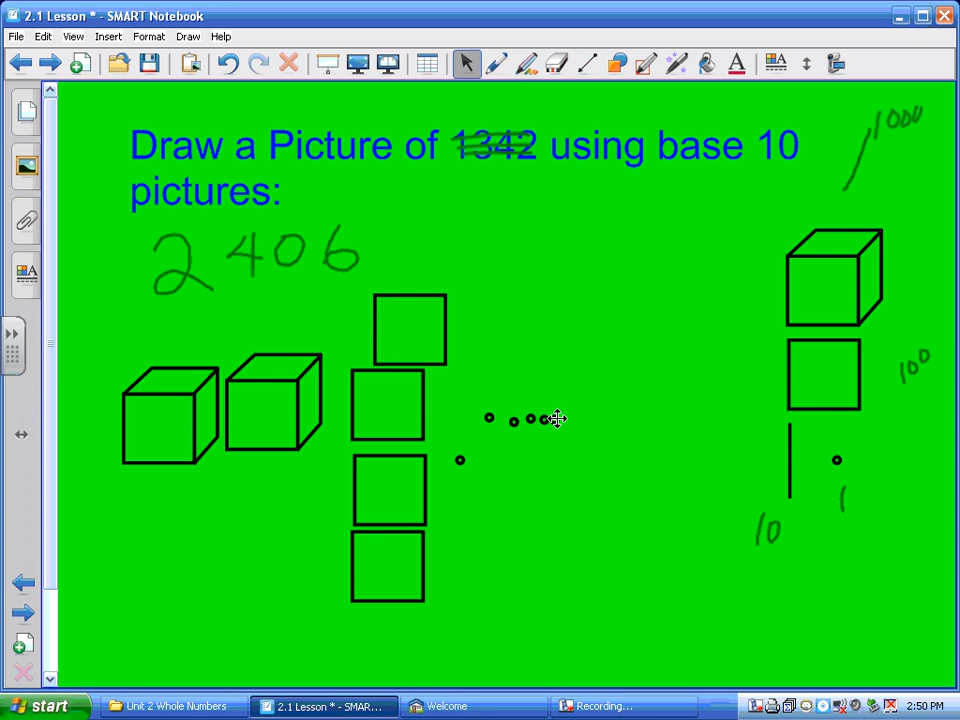 2.1 Lesson * - SMART Notebook
File Edit View Insert Format Draw Help
1000
Draw a Picture of 1342 using base 10
pictures:
2406
100
1
10
start Unit 2 Whole Numbers 2.1 Lesson * - SMAR... Welcome Recording... 2:50 PM